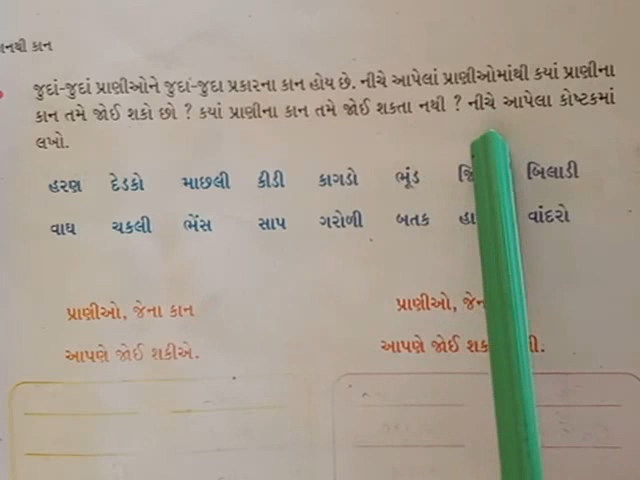 કાન
જુદાં-જુદાં પ્રાણીઓને જુદા-જુદા પ્રકારના કાન હોય છે. નીચે આપેલાં પ્રાણીઓમાંથી ક્યાં પ્રાણીના
કાન તમે જોઈ શકો છો ? ક્યાં પ્રાણીના કાન તમે જોઈ શકતા નથી ? નીચે આપેલા કોષ્ટકમાં
લખો.
હરણ દેડકો માછલી કીડી કાગડો ભૂંડ બિલાડી
વાઘ ચકલી ભેંસ સાપ ગરોળી બતક વાંદરો
પ્રાણીઓ, જેના કાન
આપણે જોઈ શકીએ.
પ્રાણીઓ,
આપણે જોઈ